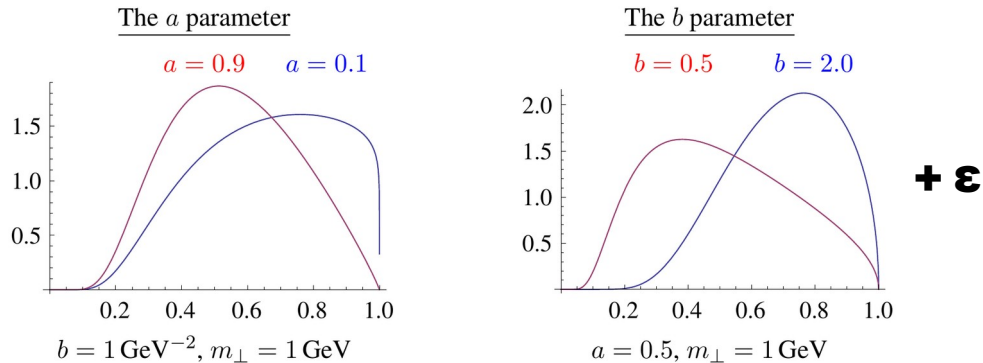 The a parameter
a = 0.9 a = 0.1
1.5
1.0
0.5
0.2 0.4 0.6 0.8 1.0
b = 1 GeV⁻², m⊥ = 1 GeV
The b parameter
b = 0.5 b = 2.0
2.0
1.5
1.0
0.5
0.2 0.4 0.6 0.8 1.0
a = 0.5, m⊥ = 1 GeV
+ ε